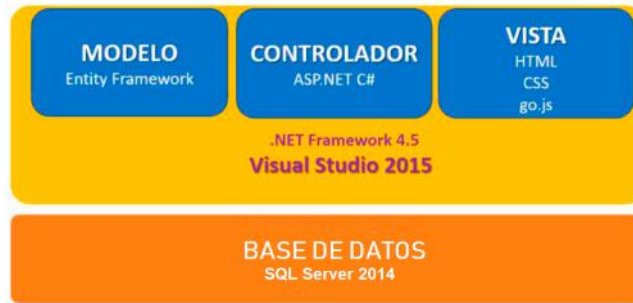 MODELO
Entity Framework
CONTROLADOR
ASP.NET C#
VISTA
HTML
CSS
go.js
.NET Framework 4.5
Visual Studio 2015
BASE DE DATOS
SQL Server 2014